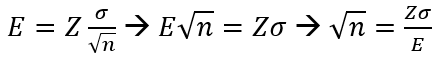 E = Z σ/√n → E√n = Zσ → √n = Zσ/E